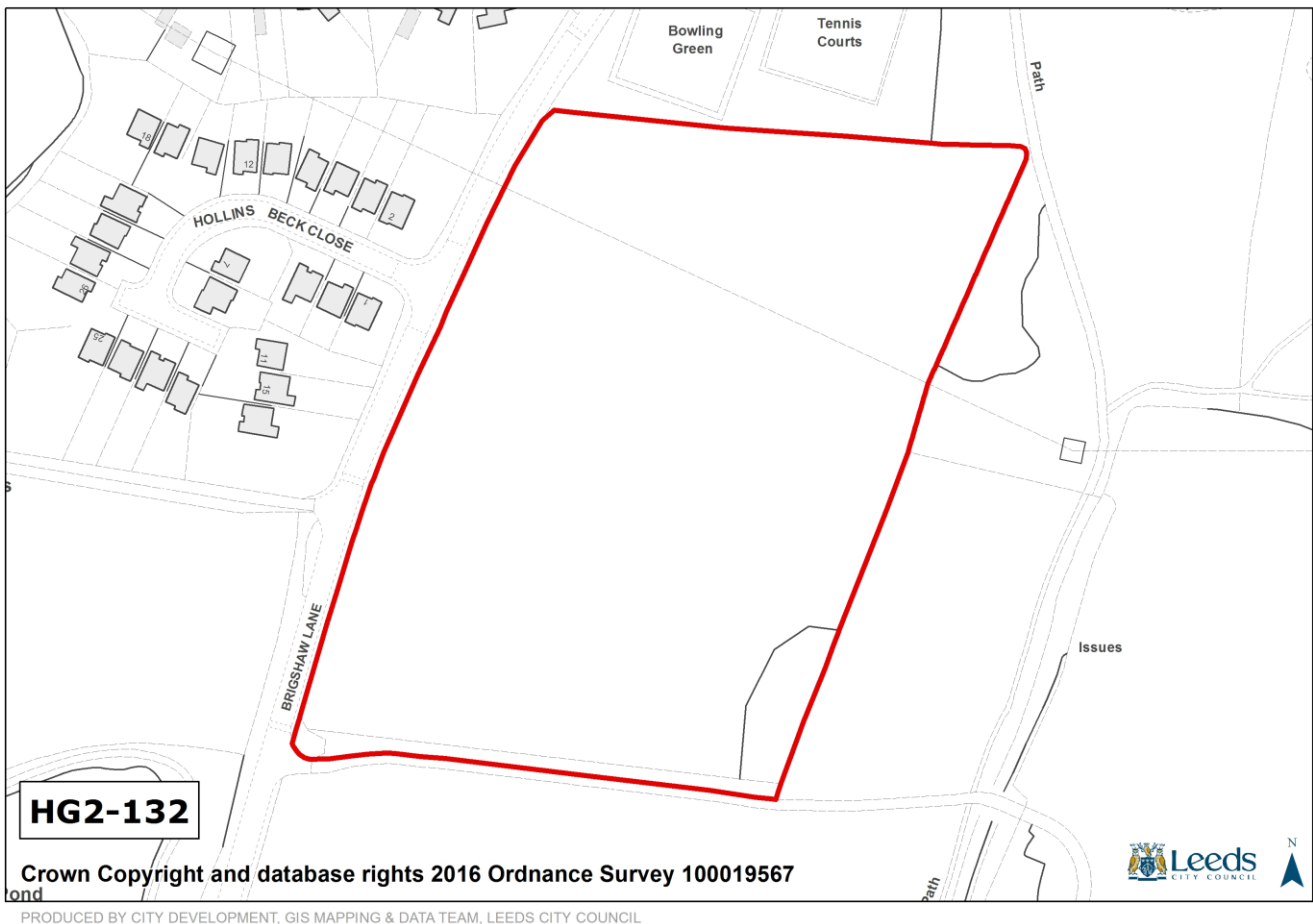 Bowling
Green
Tennis
Courts
Path
18
12
2
HOLLINS BECK CLOSE
7
1
26
25
11
15
s
BRIGSHAW LANE
Issues
HG2-132
Leeds
CITY COUNCIL
N
Crown Copyright and database rights 2016 Ordnance Survey 100019567
ond
Path
PRODUCED BY CITY DEVELOPMENT, GIS MAPPING & DATA TEAM, LEEDS CITY COUNCIL